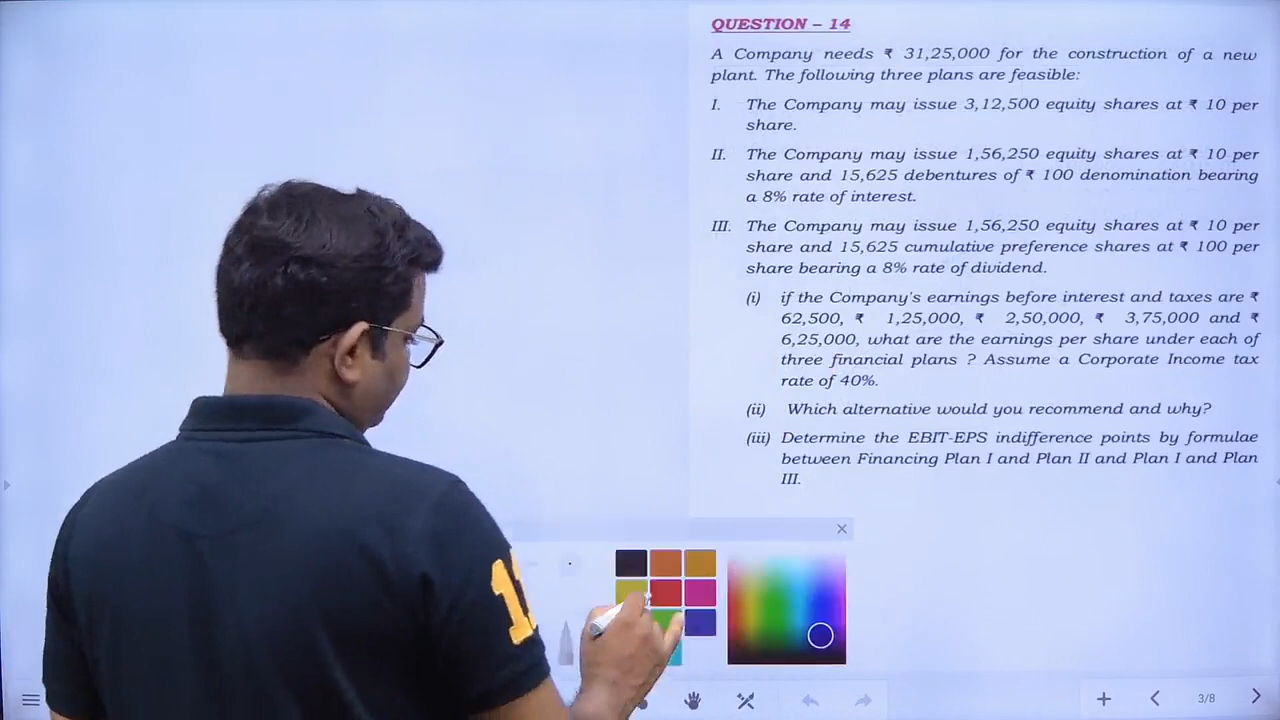 QUESTION – 14
A Company needs ₹ 31,25,000 for the construction of a new
plant. The following three plans are feasible:
I. The Company may issue 3,12,500 equity shares at ₹ 10 per
share.
II. The Company may issue 1,56,250 equity shares at ₹ 10 per
share and 15,625 debentures of ₹ 100 denomination bearing
a 8% rate of interest.
III. The Company may issue 1,56,250 equity shares at ₹ 10 per
share and 15,625 cumulative preference shares at ₹ 100 per
share bearing a 8% rate of dividend.
(i) if the Company's earnings before interest and taxes are ₹
62,500, ₹ 1,25,000, ₹ 2,50,000, ₹ 3,75,000 and ₹
6,25,000, what are the earnings per share under each of
three financial plans ? Assume a Corporate Income tax
rate of 40%.
(ii) Which alternative would you recommend and why?
(iii) Determine the EBIT-EPS indifference points by formulae
between Financing Plan I and Plan II and Plan I and Plan
III.
3/8